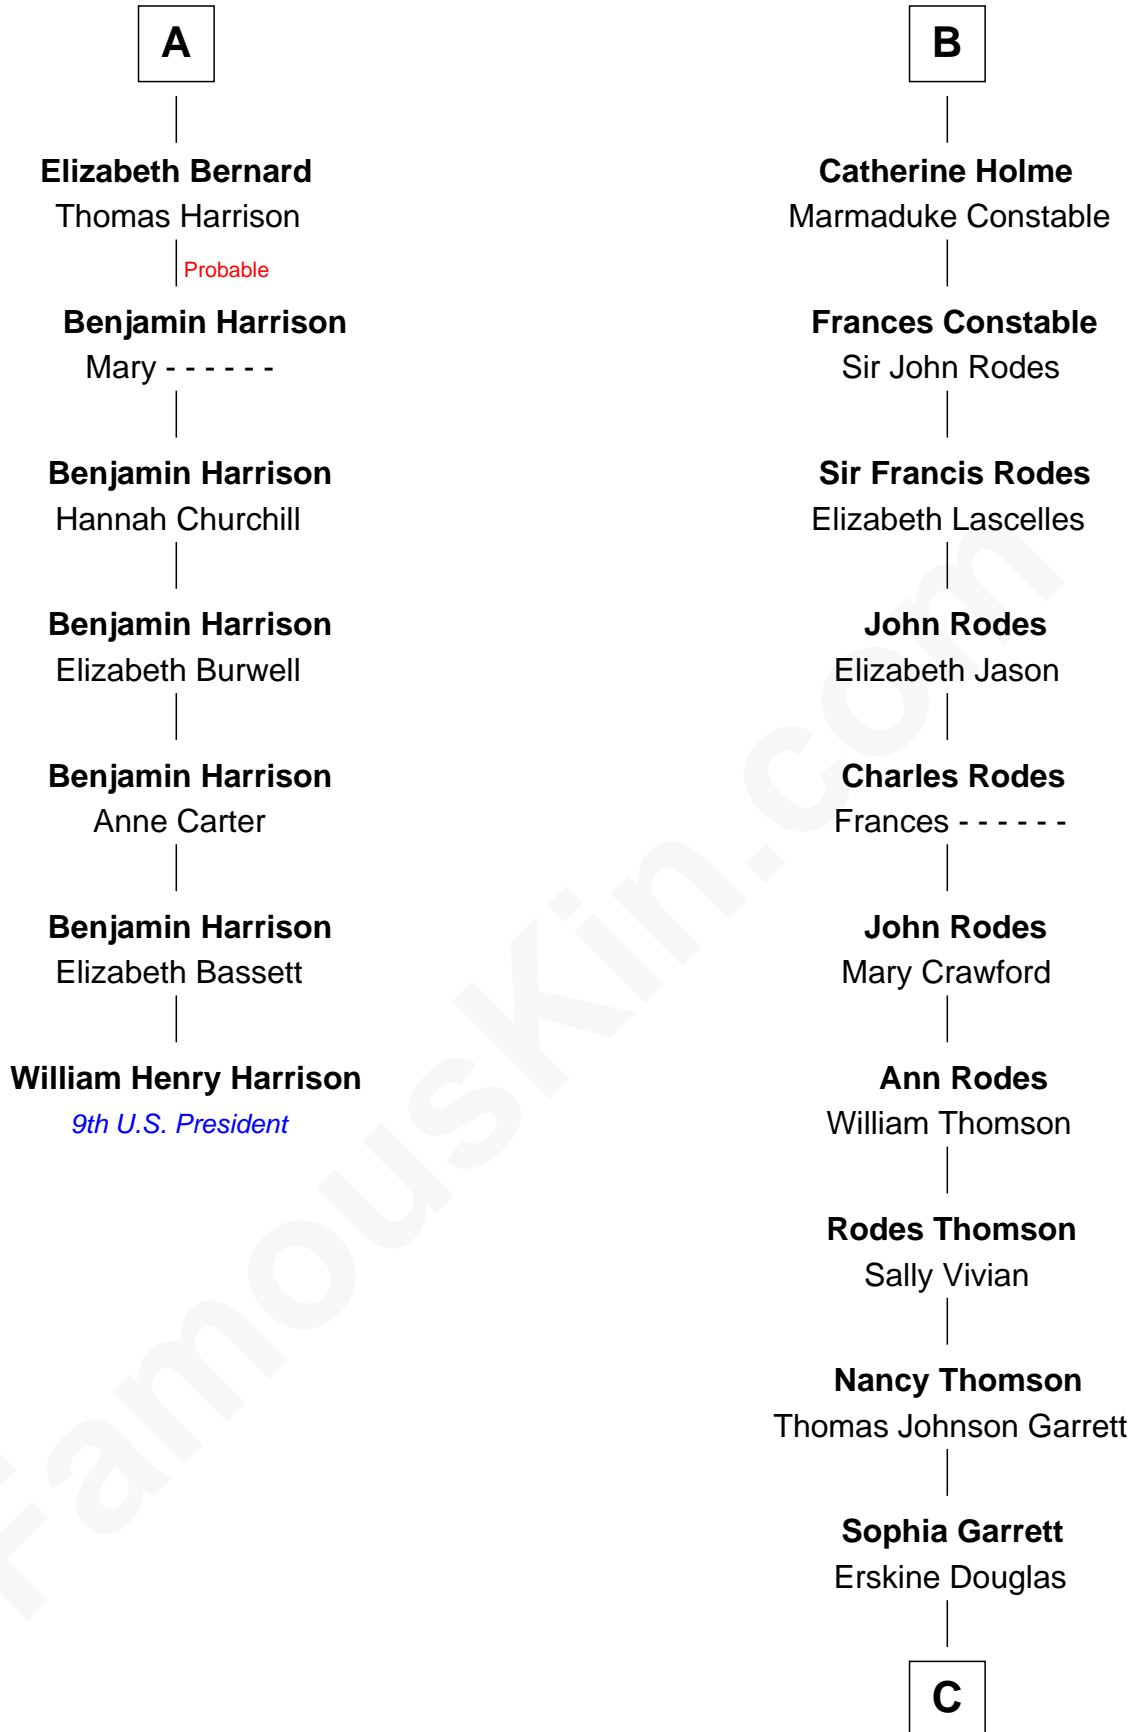 A
Elizabeth Bernard
Thomas Harrison
Probable
Benjamin Harrison
Mary - - - - - -
Benjamin Harrison
Hannah Churchill
Benjamin Harrison
Elizabeth Burwell
Benjamin Harrison
Anne Carter
Benjamin Harrison
Elizabeth Bassett
William Henry Harrison
9th U.S. President
B
Catherine Holme
Marmaduke Constable
Frances Constable
Sir John Rodes
Sir Francis Rodes
Elizabeth Lascelles
John Rodes
Elizabeth Jason
Charles Rodes
Frances - - - - - -
John Rodes
Mary Crawford
Ann Rodes
William Thomson
Rodes Thomson
Sally Vivian
Nancy Thomson
Thomas Johnson Garrett
Sophia Garrett
Erskine Douglas
C
FamousKin.com